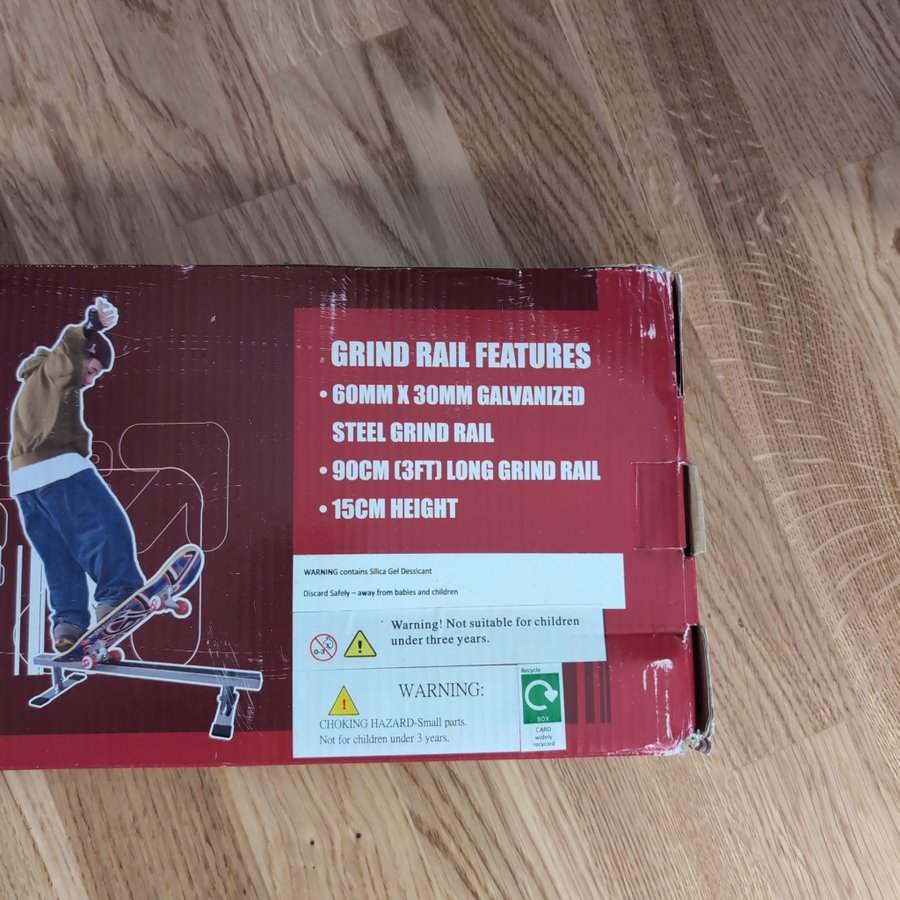 GRIND RAIL FEATURES
• 60MM X 30MM GALVANIZED
STEEL GRIND RAIL
• 90CM (3FT) LONG GRIND RAIL
• 15CM HEIGHT
WARNING contains Silica Gel Dessicant
Discard Safely – away from babies and children
0-3
Warning! Not suitable for children
under three years.
WARNING:
CHOKING HAZARD-Small parts.
Not for children under 3 years.
Recycle
BOX
CARD
widely
recycled